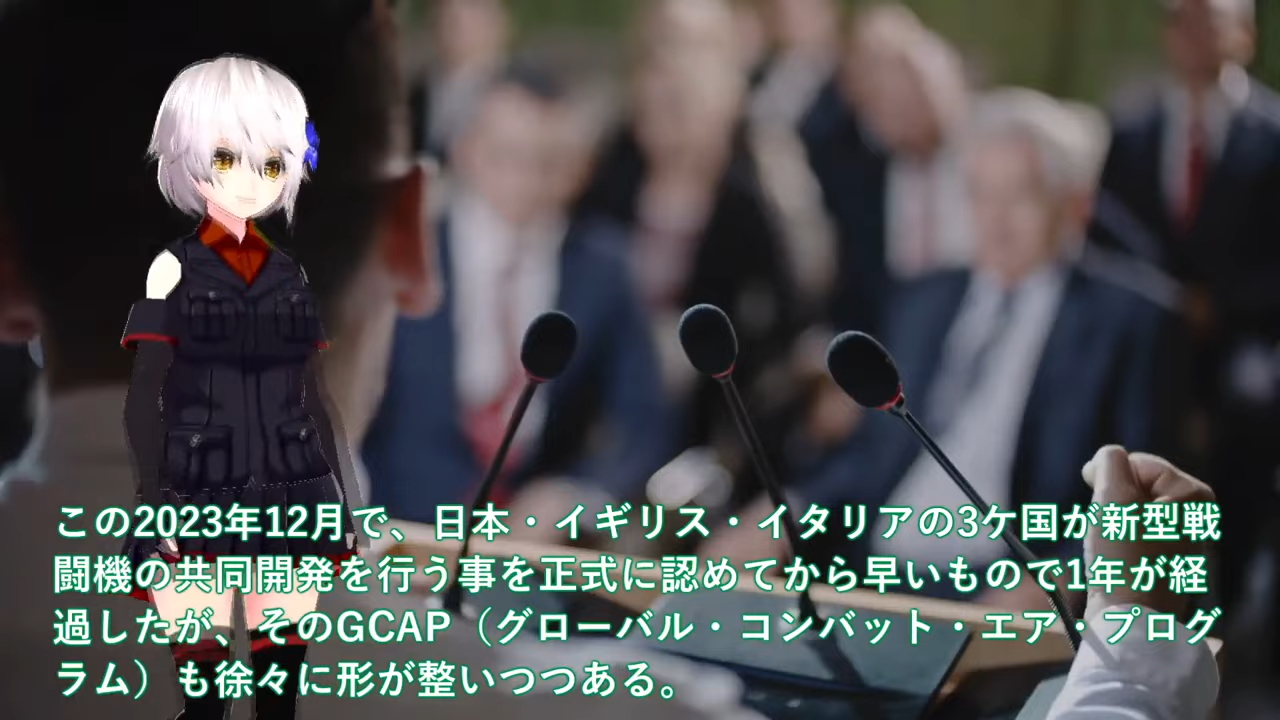 この2023年12月で、日本・イギリス・イタリアの3ケ国が新型戦
闘機の共同開発を行う事を正式に認めてから早いもので1年が経
過したが、そのGCAP（グローバル・コンバット・エア・プログ
ラム）も徐々に形が整いつつある。